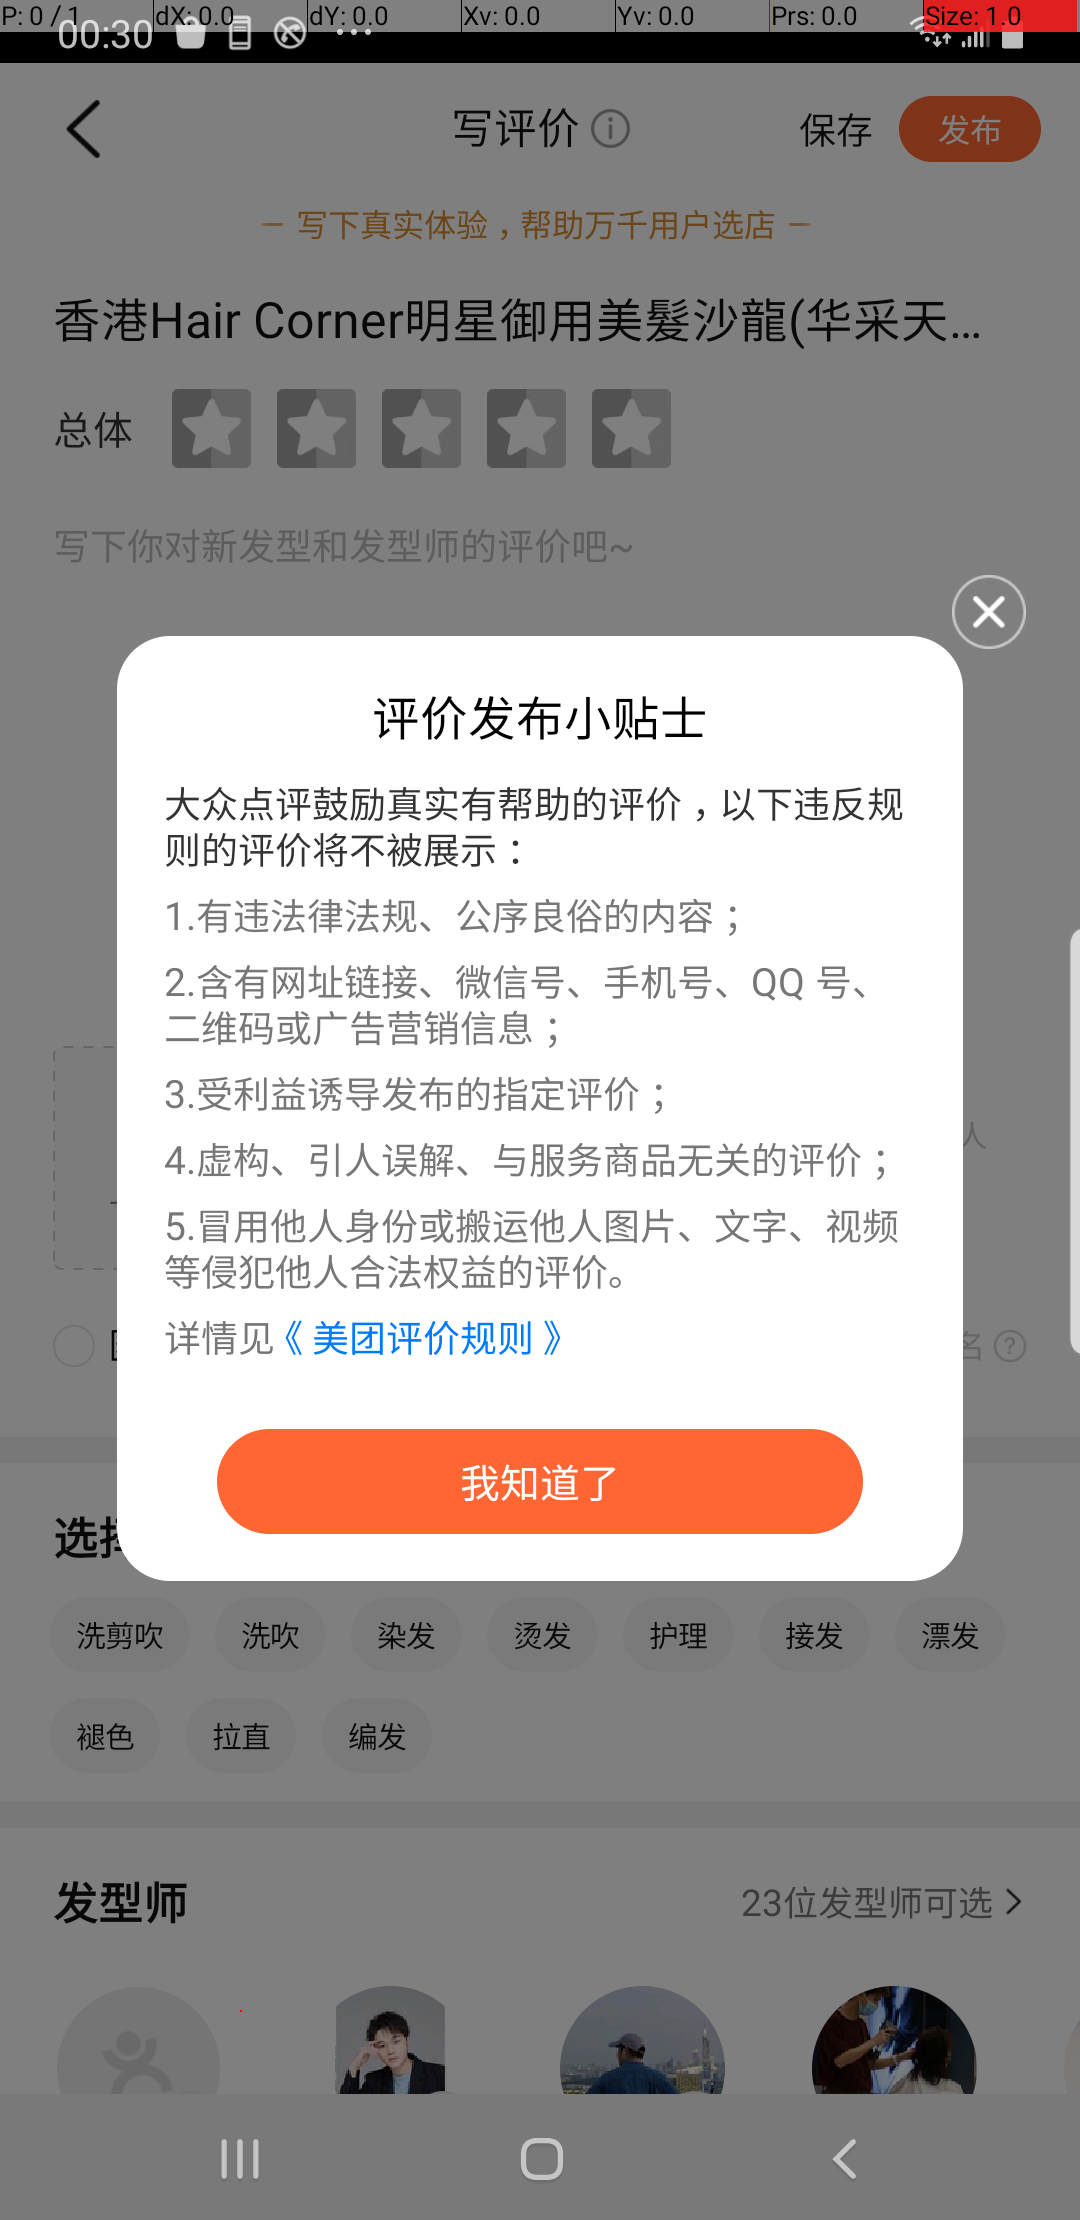 P: 0 / 1
dX: 0.0
dY: 0.0
Xv: 0.0
Yv: 0.0
Prs: 0.0
Size: 1.0
00:30
写评价
保存
发布
写下真实体验，帮助万千用户选店
香港Hair Corner明星御用美髮沙龍(华采天...
总体
写下你对新发型和发型师的评价吧~
评价发布小贴士
大众点评鼓励真实有帮助的评价，以下违反规
则的评价将不被展示：
1.有违法律法规、公序良俗的内容；
2.含有网址链接、微信号、手机号、QQ 号、
二维码或广告营销信息；
3.受利益诱导发布的指定评价；
4.虚构、引人误解、与服务商品无关的评价；
5.冒用他人身份或搬运他人图片、文字、视频
等侵犯他人合法权益的评价。
详情见《 美团评价规则 》
人
名
我知道了
选择
洗剪吹
洗吹
染发
烫发
护理
接发
漂发
褪色
拉直
编发
发型师
23位发型师可选